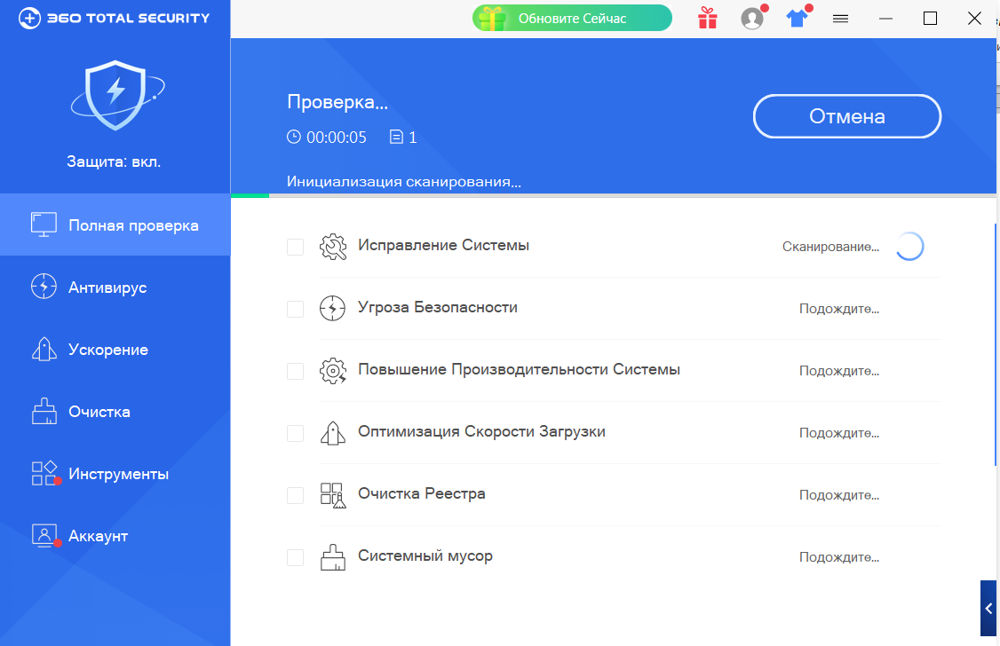 360 TOTAL SECURITY
Обновите Сейчас
Защита: вкл.
Полная проверка
Антивирус
Ускорение
Очистка
Инструменты
Аккаунт
Проверка...
00:00:05 1
Отмена
Инициализация сканирования...
Исправление Системы Сканирование...
Угроза Безопасности Подождите...
Повышение Производительности Системы Подождите...
Оптимизация Скорости Загрузки Подождите...
Очистка Реестра Подождите...
Системный мусор Подождите...